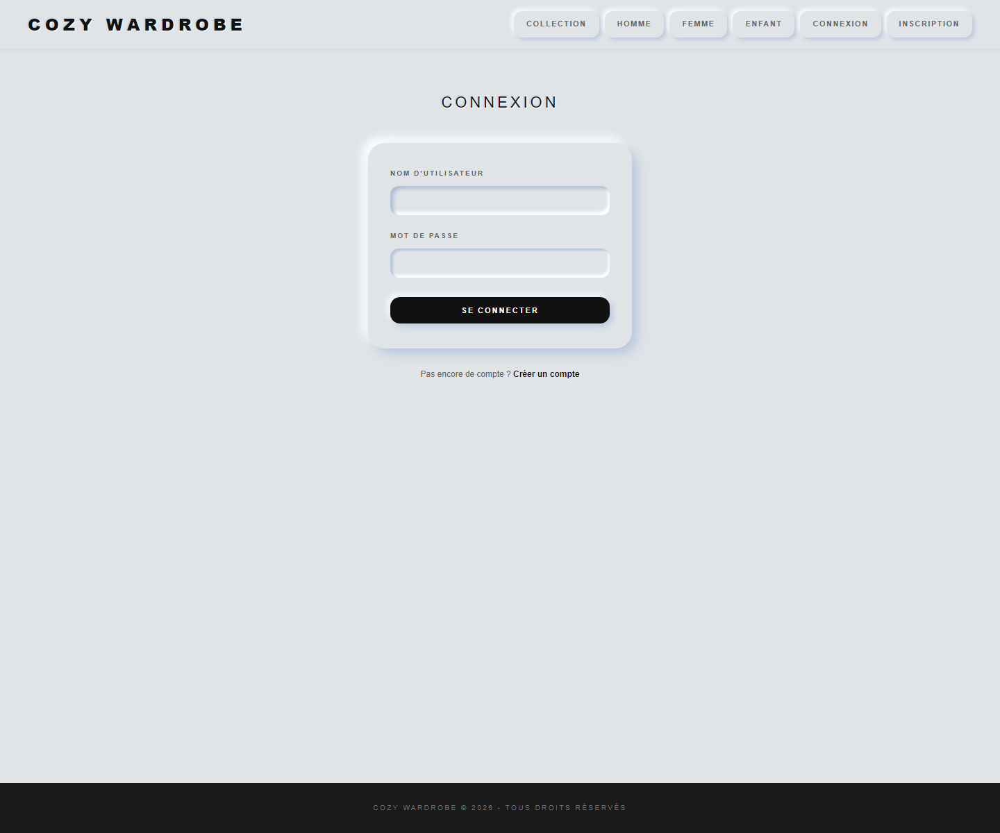 COZY WARDROBE
COLLECTION HOMME FEMME ENFANT CONNEXION INSCRIPTION
CONNEXION
NOM D'UTILISATEUR
MOT DE PASSE
SE CONNECTER
Pas encore de compte ? Créer un compte
COZY WARDROBE © 2026 - TOUS DROITS RÉSERVÉS